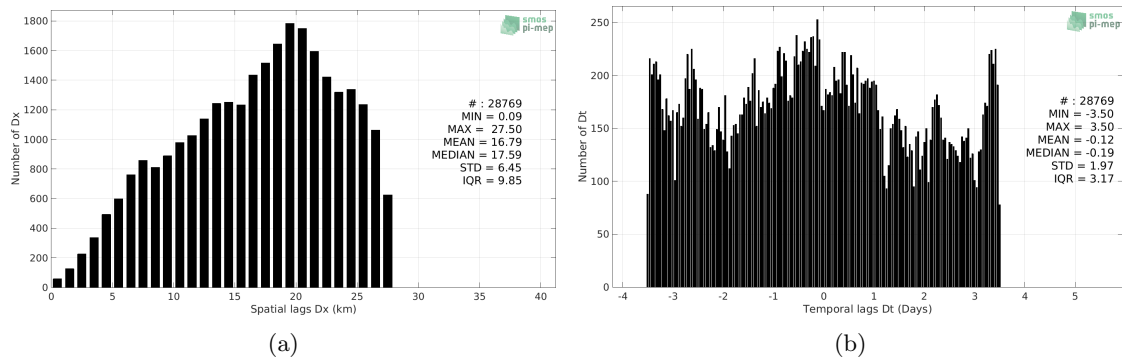 1800
1600
1400
1200
1000
800
600
400
200
0
Number of Dx
0 5 10 15 20 25 30 35 40
Spatial lags Dx (km)
smos
pi-mep
# : 28769
MIN = 0.09
MAX = 27.50
MEAN = 16.79
MEDIAN = 17.59
STD = 6.45
IQR = 9.85
(a)
250
200
150
100
50
0
Number of Dt
-4 -3 -2 -1 0 1 2 3 4 5
Temporal lags Dt (Days)
smos
pi-mep
# : 28769
MIN = -3.50
MAX = 3.50
MEAN = -0.12
MEDIAN = -0.19
STD = 1.97
IQR = 3.17
(b)